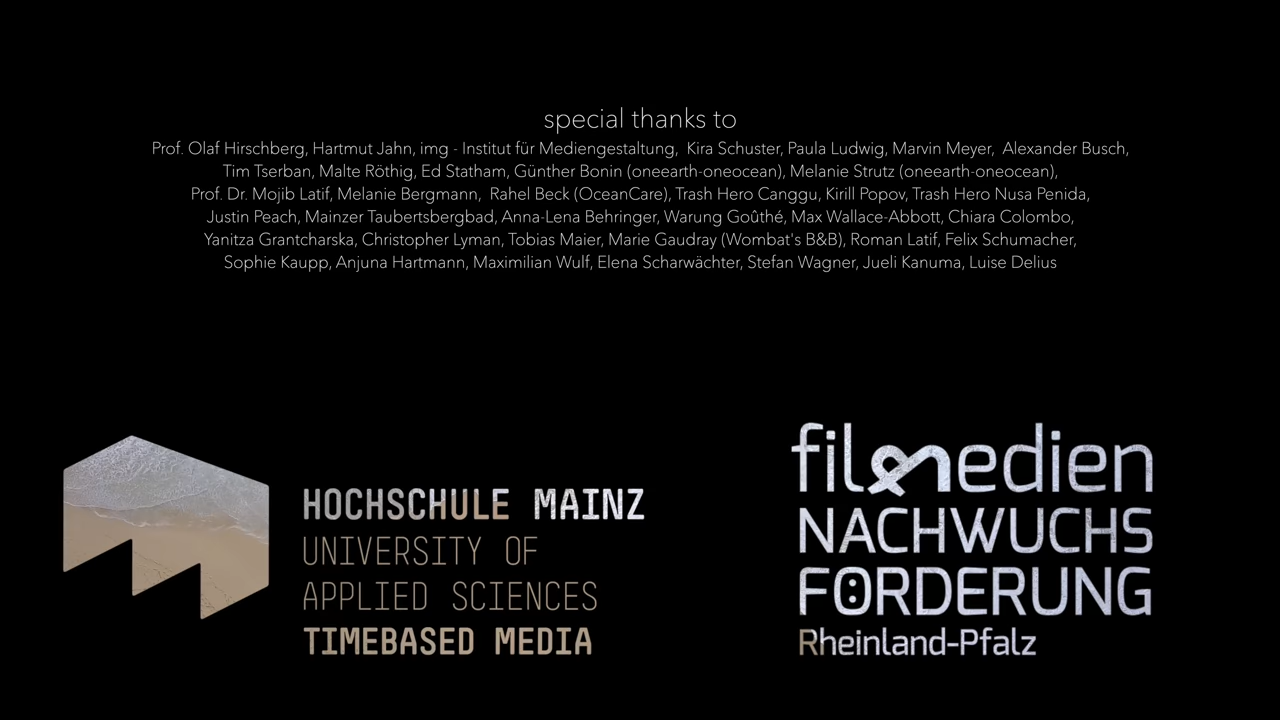 special thanks to
Prof. Olaf Hirschberg, Hartmut Jahn, img - Institut für Mediengestaltung, Kira Schuster, Paula Ludwig, Marvin Meyer, Alexander Busch,
Tim Tserban, Malte Röthig, Ed Statham, Günther Bonin (oneearth-oneocean), Melanie Strutz (oneearth-oneocean),
Prof. Dr. Mojib Latif, Melanie Bergmann, Rahel Beck (OceanCare), Trash Hero Canggu, Kirill Popov, Trash Hero Nusa Penida,
Justin Peach, Mainzer Taubertsbergbad, Anna-Lena Behringer, Warung Goûthé, Max Wallace-Abbott, Chiara Colombo,
Yanitza Grantcharska, Christopher Lyman, Tobias Maier, Marie Gaudray (Wombat's B&B), Roman Latif, Felix Schumacher,
Sophie Kaupp, Anjuna Hartmann, Maximilian Wulf, Elena Scharwächter, Stefan Wagner, Jueli Kanuma, Luise Delius
HOCHSCHULE MAINZ
UNIVERSITY OF
APPLIED SCIENCES
TIMEBASED MEDIA
filmedien
NACHWUCHS
FÖRDERUNG
Rheinland-Pfalz